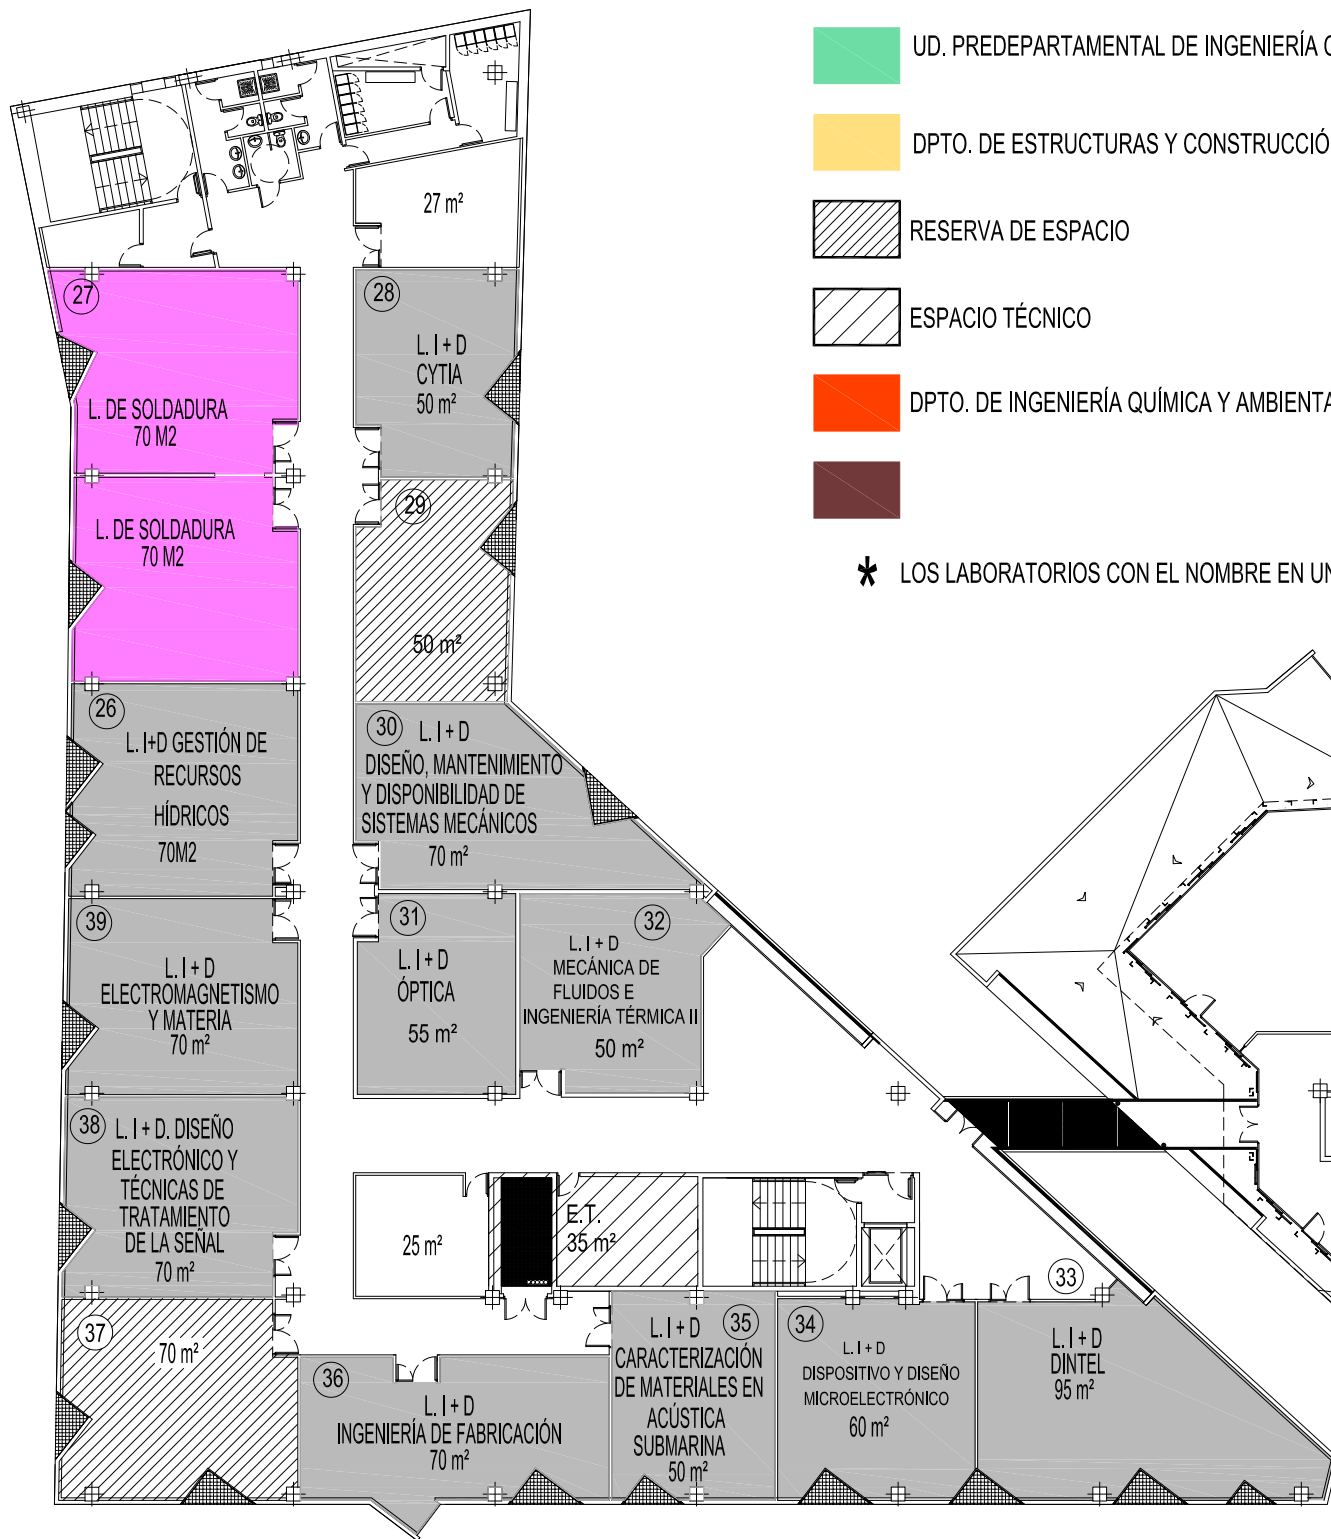 UD. PREDEPARTAMENTAL DE INGENIERÍA
DPTO. DE ESTRUCTURAS Y CONSTRUCCIÓ
RESERVA DE ESPACIO
ESPACIO TÉCNICO
DPTO. DE INGENIERÍA QUÍMICA Y AMBIENTA
* LOS LABORATORIOS CON EL NOMBRE EN UN
27 m²
27
L. DE SOLDADURA
70 M2
L. DE SOLDADURA
70 M2
28
L. I + D
CYTIA
50 m²
29
50 m²
26
L. I+D GESTIÓN DE
RECURSOS
HÍDRICOS
70M2
30
L. I + D
DISEÑO, MANTENIMIENTO
Y DISPONIBILIDAD DE
SISTEMAS MECÁNICOS
70 m²
39
L. I + D
ELECTROMAGNETISMO
Y MATERIA
70 m²
31
L. I + D
ÓPTICA
55 m²
32
L. I + D
MECÁNICA DE
FLUIDOS E
INGENIERÍA TÉRMICA II
50 m²
38
L. I + D. DISEÑO
ELECTRÓNICO Y
TÉCNICAS DE
TRATAMIENTO
DE LA SEÑAL
70 m²
25 m²
E.T.
35 m²
37
70 m²
36
L. I + D
INGENIERÍA DE FABRICACIÓN
70 m²
35
L. I + D
CARACTERIZACIÓN
DE MATERIALES EN
ACÚSTICA
SUBMARINA
50 m²
34
L. I + D
DISPOSITIVO Y DISEÑO
MICROELECTRÓNICO
60 m²
33
L. I + D
DINTEL
95 m²